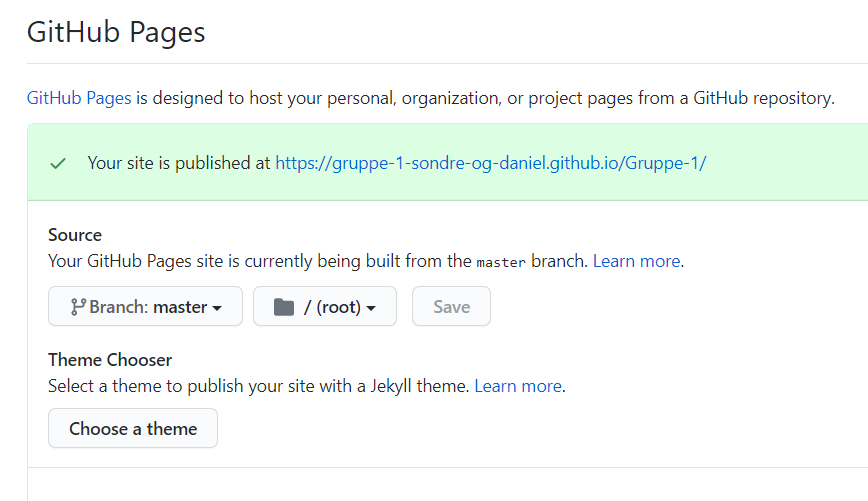 GitHub Pages
GitHub Pages is designed to host your personal, organization, or project pages from a GitHub repository.
Your site is published at https://gruppe-1-sondre-og-daniel.github.io/Gruppe-1/
Source
Your GitHub Pages site is currently being built from the master branch. Learn more.
Branch: master / (root) Save
Theme Chooser
Select a theme to publish your site with a Jekyll theme. Learn more.
Choose a theme